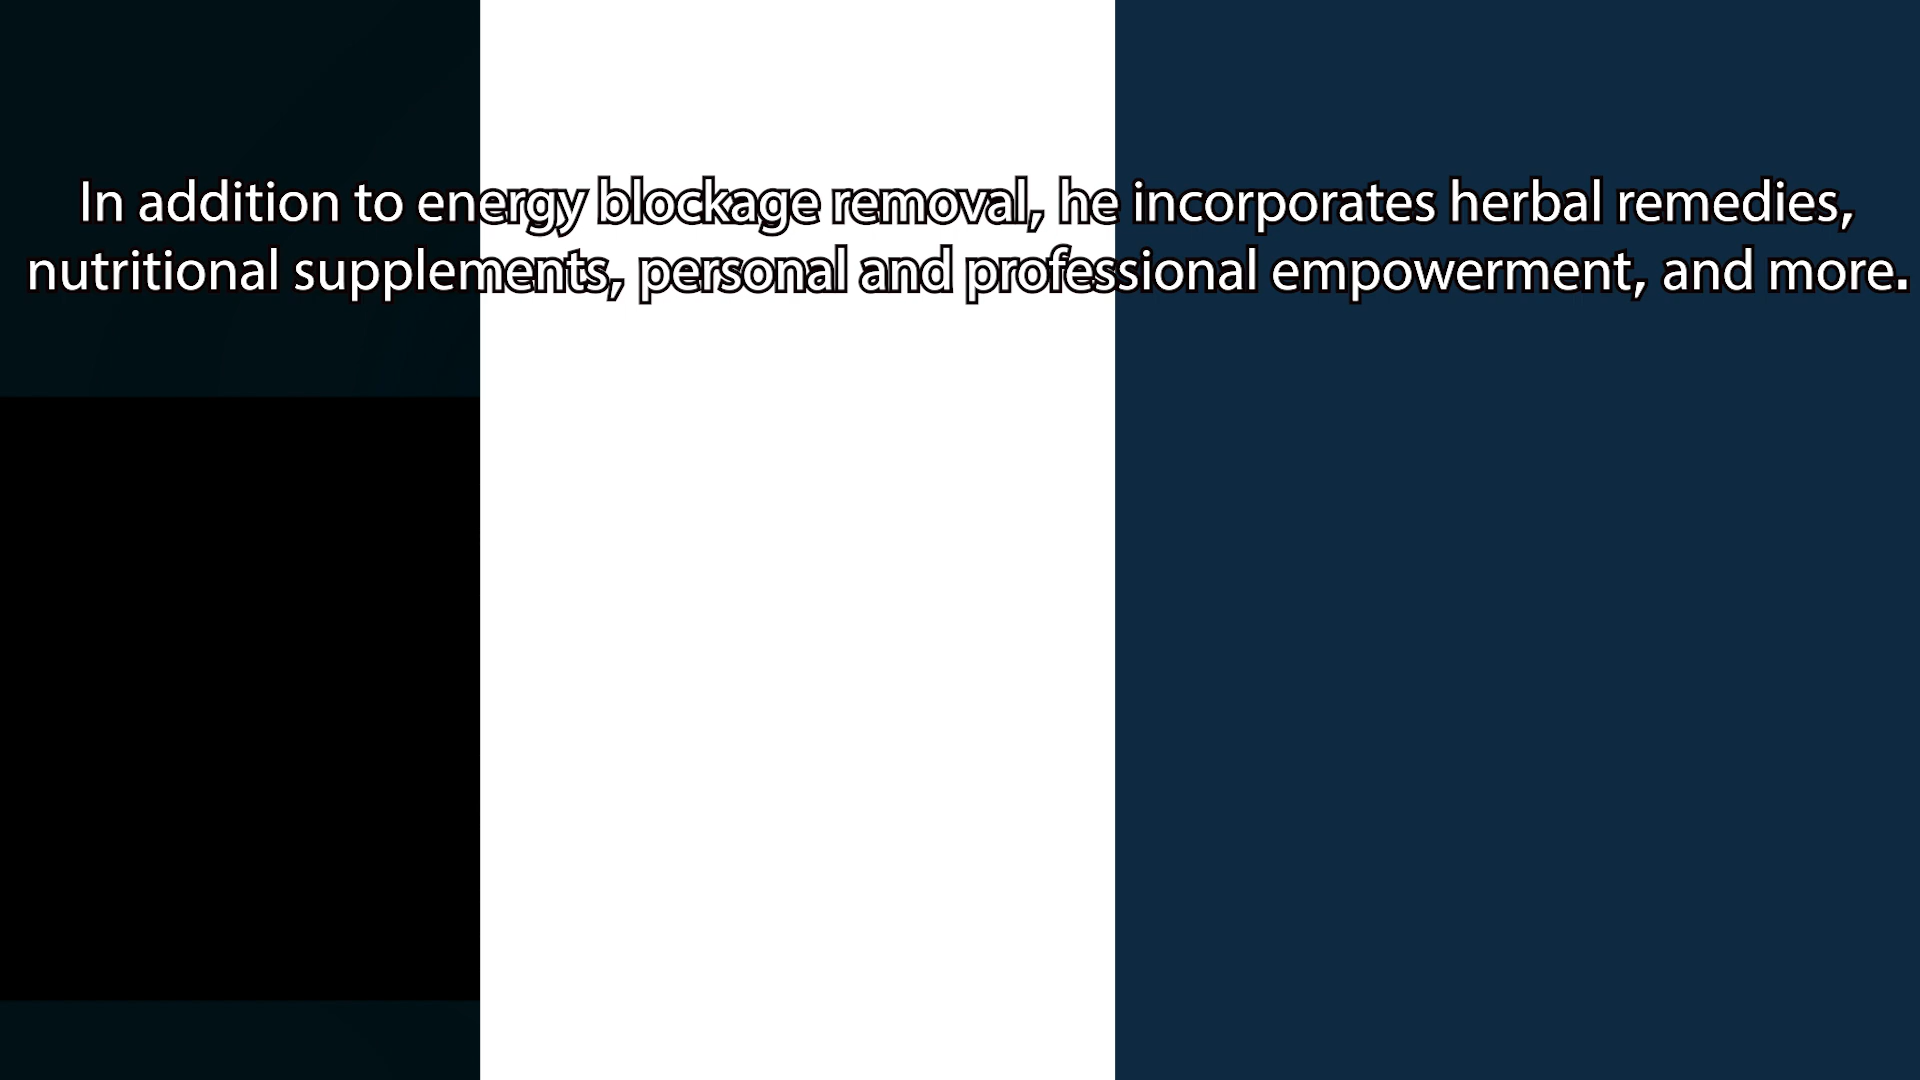 In addition to energy blockage removal, he incorporates herbal remedies,
nutritional supplements, personal and professional empowerment, and more.